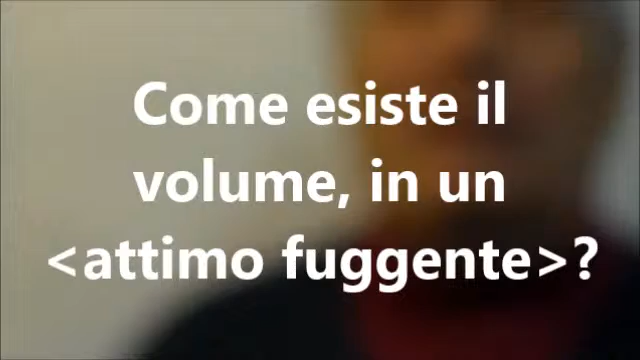 Come esiste il
volume, in un
<attimo fuggente>?